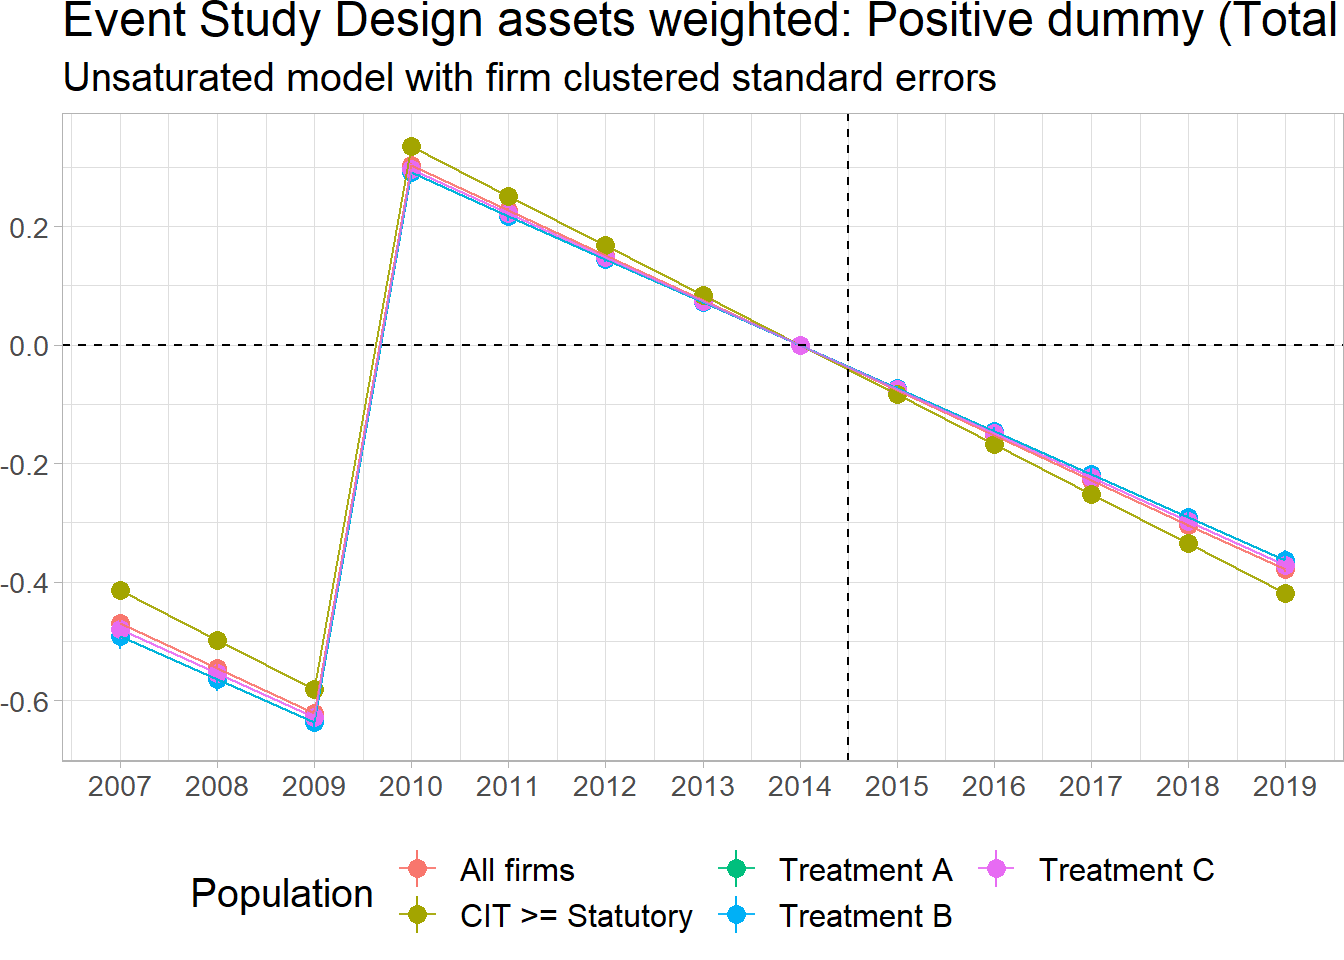 Event Study Design assets weighted: Positive dummy (Total
Unsaturated model with firm clustered standard errors
0.2
0.0
-0.2
-0.4
-0.6
2007 2008 2009 2010 2011 2012 2013 2014 2015 2016 2017 2018 2019
Population
All firms
Treatment A
Treatment C
CIT >= Statutory
Treatment B